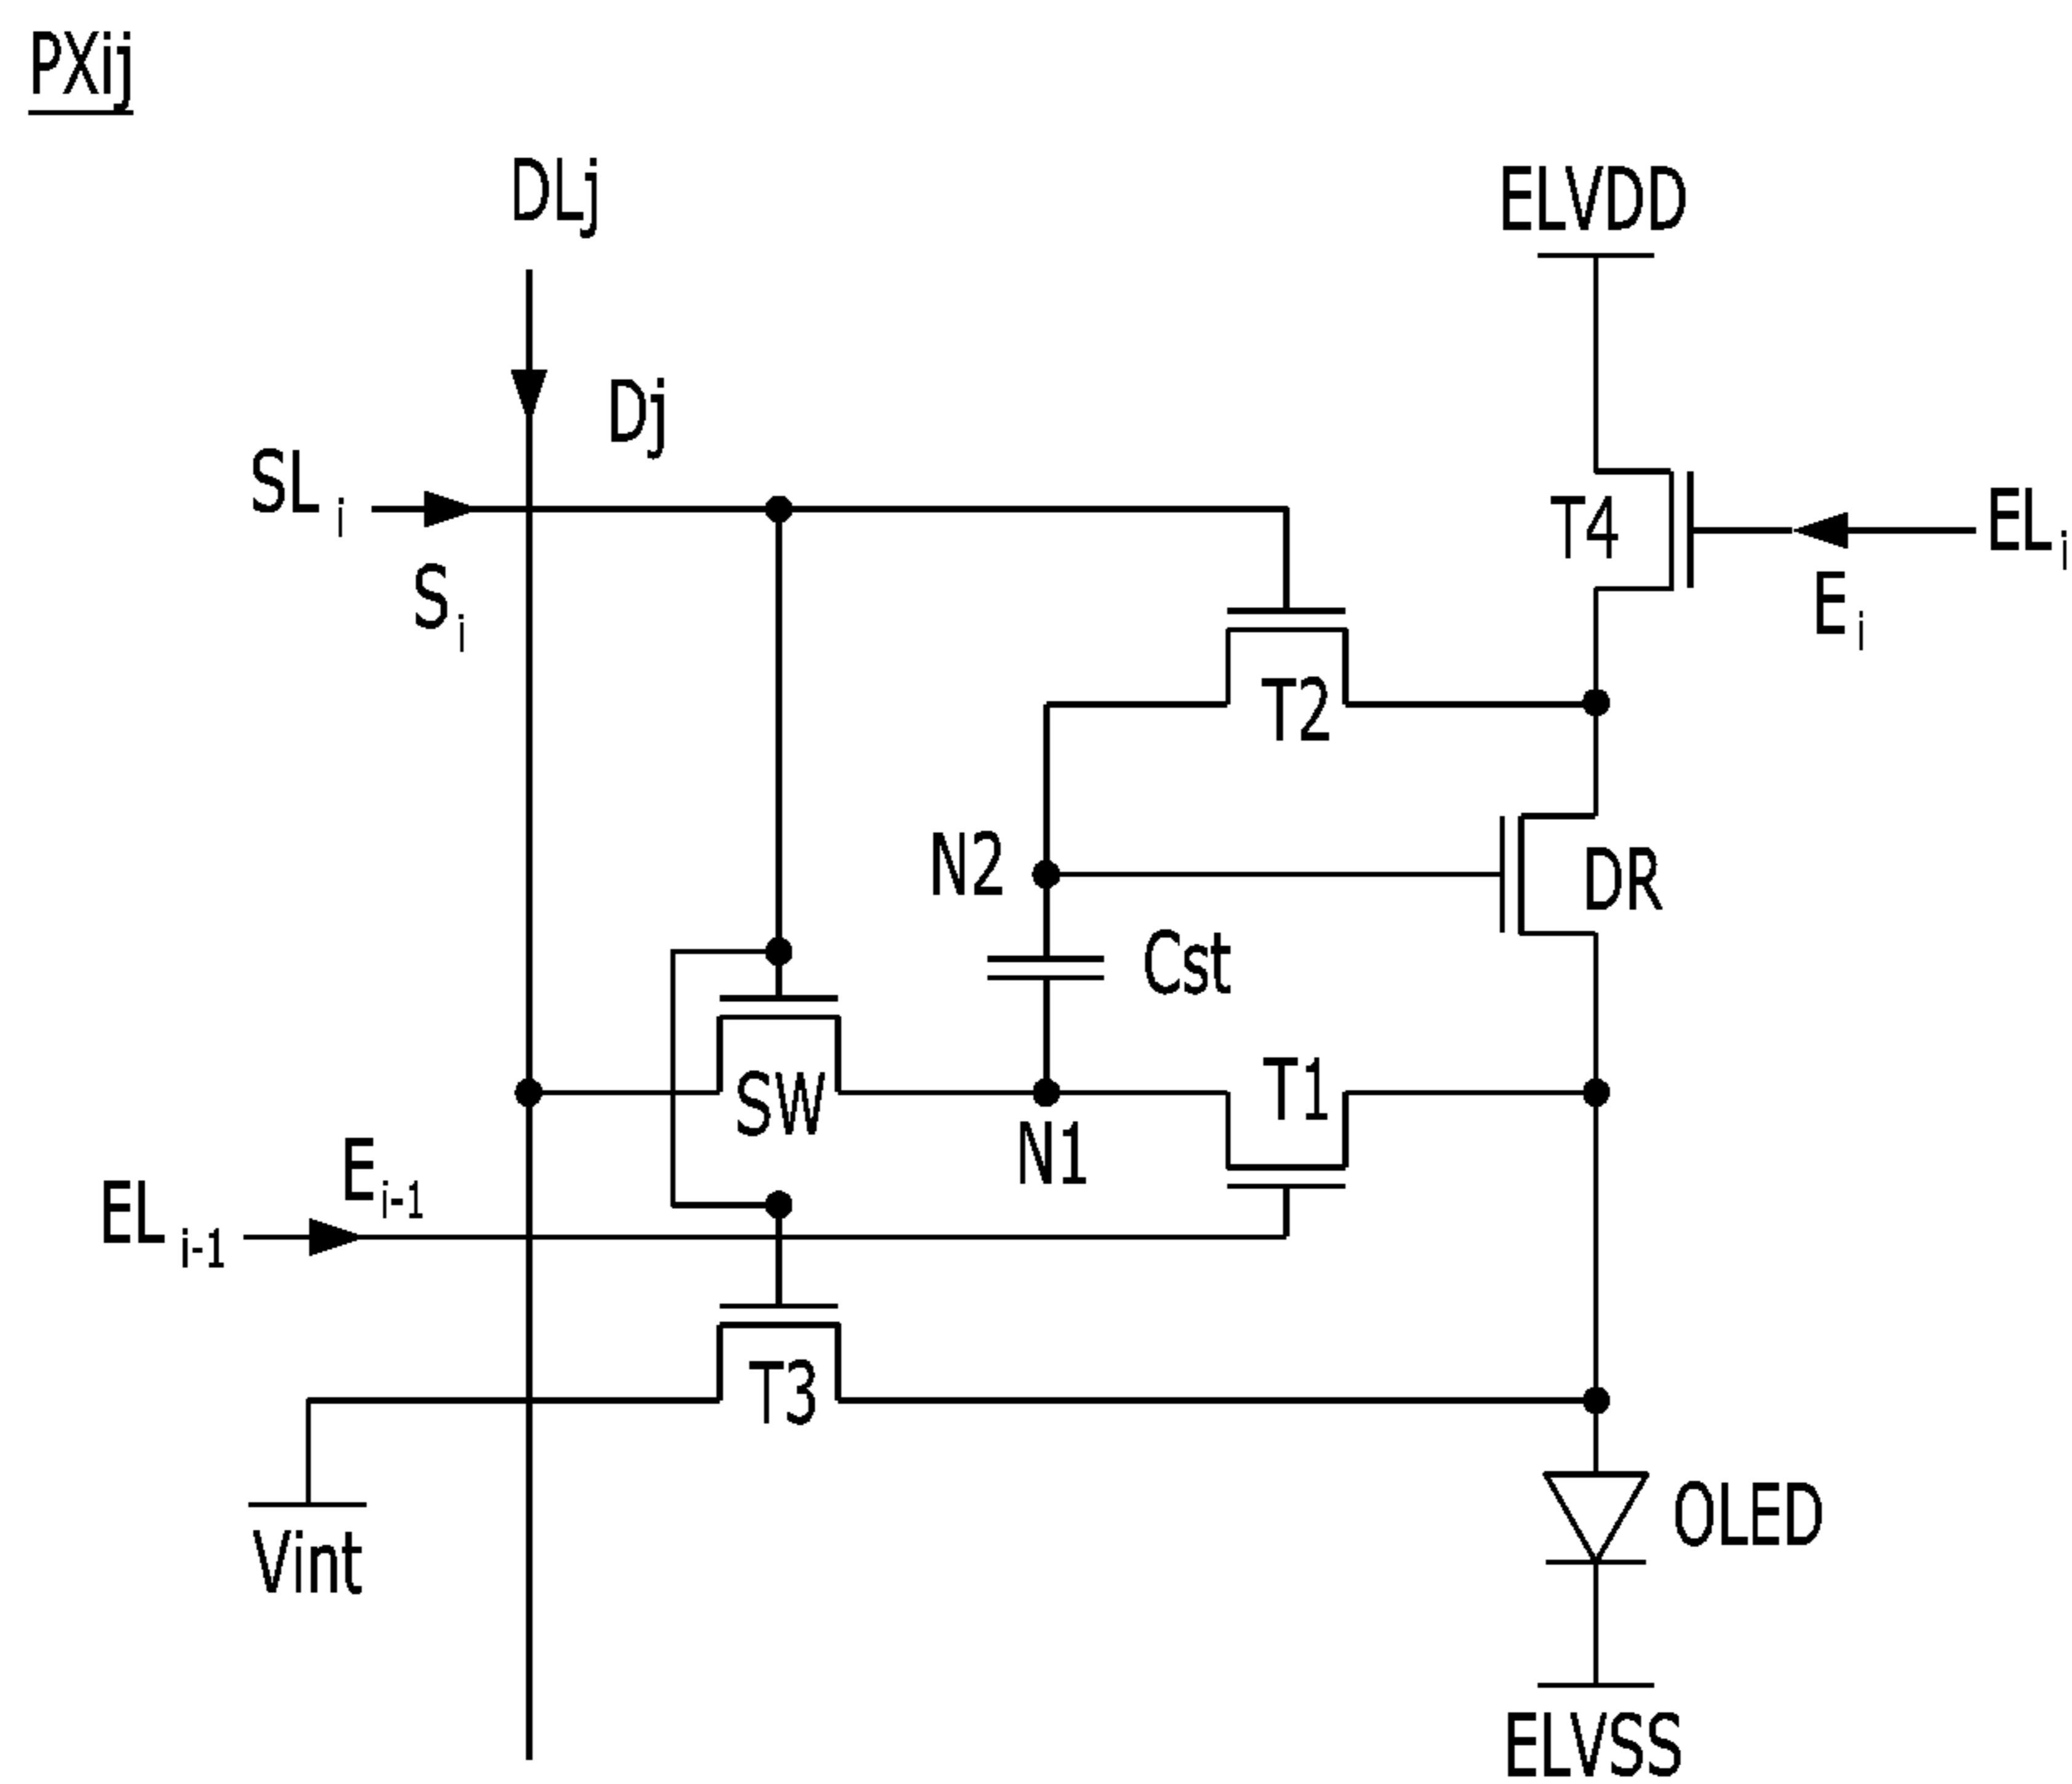 PXij
DLj
ELVDD
Dj
SL i
EL i
T4
S i
E i
T2
N2
DR
Cst
T1
SW
N1
E i-1
EL i-1
T3
OLED
Vint
ELVSS